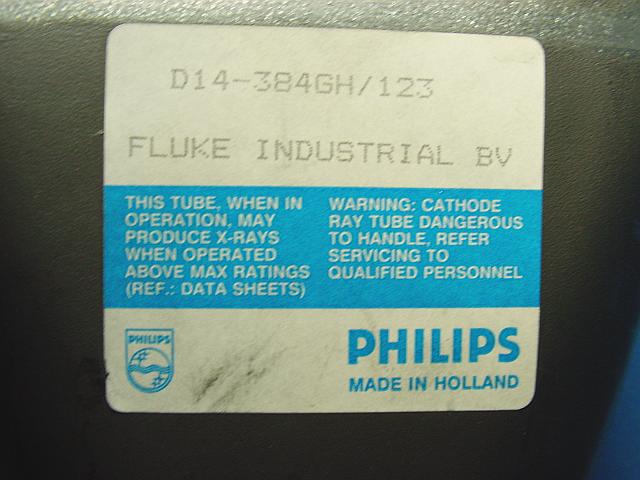 D14-384GH/123
FLUKE INDUSTRIAL BV
THIS TUBE, WHEN IN
OPERATION, MAY
PRODUCE X-RAYS
WHEN OPERATED
ABOVE MAX RATINGS
(REF.: DATA SHEETS)
WARNING: CATHODE
RAY TUBE DANGEROUS
TO HANDLE, REFER
SERVICING TO
QUALIFIED PERSONNEL
PHILIPS
PHILIPS
MADE IN HOLLAND